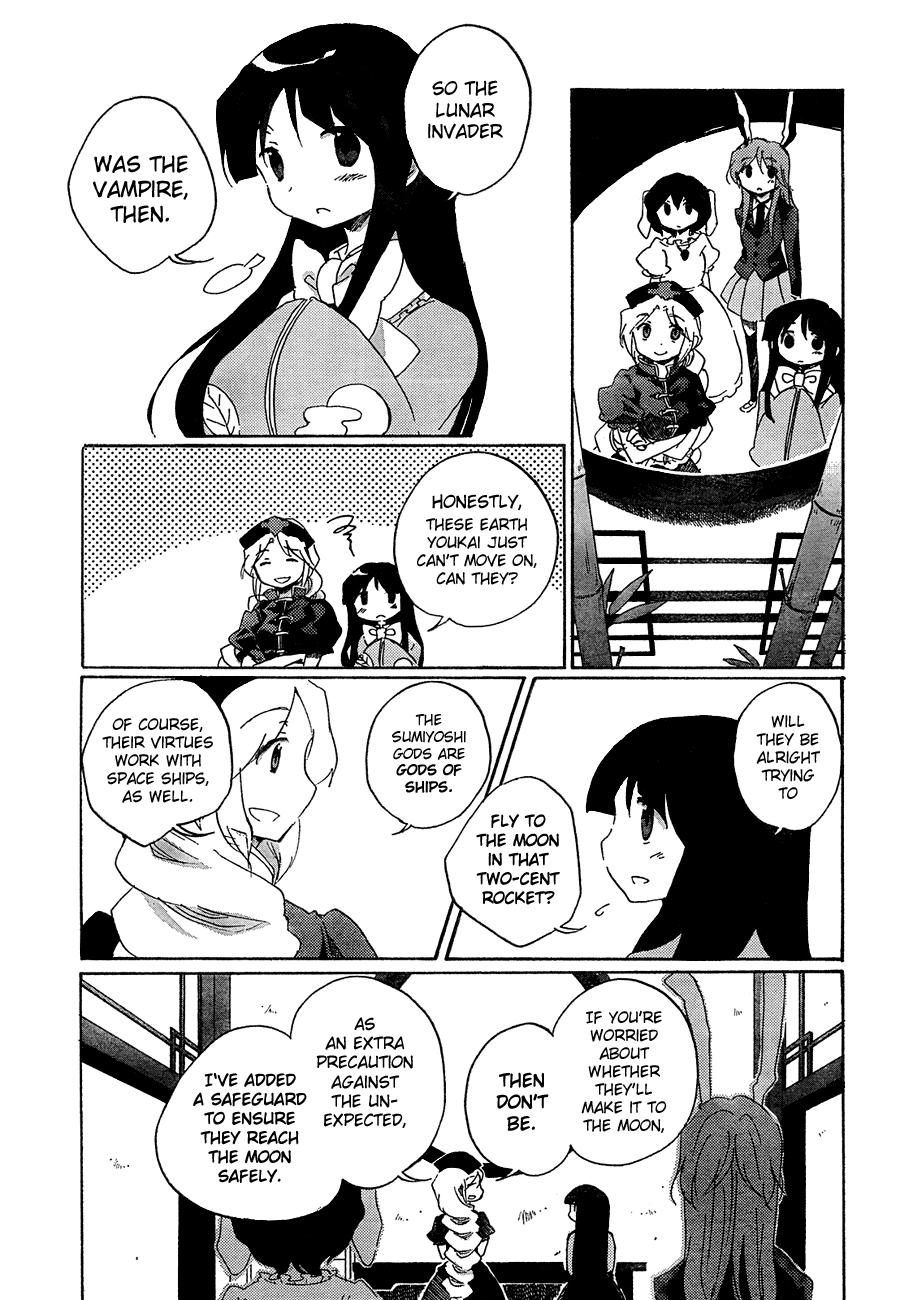 SO THE
LUNAR
INVADER
WAS THE
VAMPIRE,
THEN.
HONESTLY,
THESE EARTH
YOUKAI JUST
CAN'T MOVE ON,
CAN THEY?
WILL
THEY BE
ALRIGHT
TRYING
TO
FLY TO
THE MOON
IN THAT
TWO-CENT
ROCKET?
THE
SUMIYOSHI
GODS ARE
GODS OF
SHIPS.
OF COURSE,
THEIR VIRTUES
WORK WITH
SPACE SHIPS,
AS WELL.
IF YOU'RE
WORRIED
ABOUT
WHETHER
THEY'LL
MAKE IT TO
THE MOON,
THEN
DON'T
BE.
AS
AN EXTRA
PRECAUTION
AGAINST
THE UN-
EXPECTED,
I'VE ADDED
A SAFEGUARD
TO ENSURE
THEY REACH
THE MOON
SAFELY.